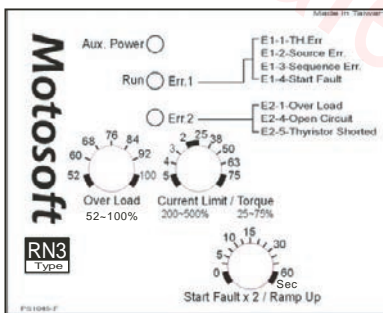 Made in Taiwan
Motosoft
RN3
Type
Aux. Power
Run
Err.1
E1-1-TH.Err
E1-2-Source Err.
E1-3-Sequence Err.
E1-4-Start Fault
Err.2
E2-1-Over Load
E2-4-Open Circuit
E2-5-Thyristor Shorted
52 60 68 76 84 92 100
Over Load
52~100%
5 4 3 2 25 38 50 63 75
Current Limit / Torque
200~500% 25~75%
0 5 10 15 30 60
Sec
Start Fault x 2 / Ramp Up